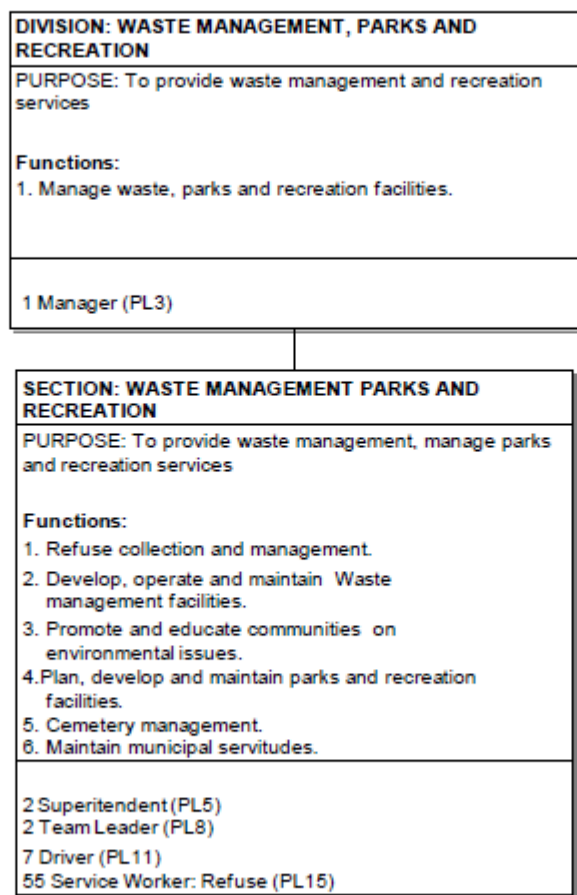 DIVISION: WASTE MANAGEMENT, PARKS AND
RECREATION
PURPOSE: To provide waste management and recreation
services
Functions:
1. Manage waste, parks and recreation facilities.
1 Manager (PL3)
SECTION: WASTE MANAGEMENT PARKS AND
RECREATION
PURPOSE: To provide waste management, manage parks
and recreation services
Functions:
1. Refuse collection and management.
2. Develop, operate and maintain Waste
management facilities.
3. Promote and educate communities on
environmental issues.
4.Plan, develop and maintain parks and recreation
facilities.
5. Cemetery management.
6. Maintain municipal servitudes.
2 Superitendent (PL5)
2 Team Leader (PL8)
7 Driver (PL11)
55 Service Worker: Refuse (PL15)